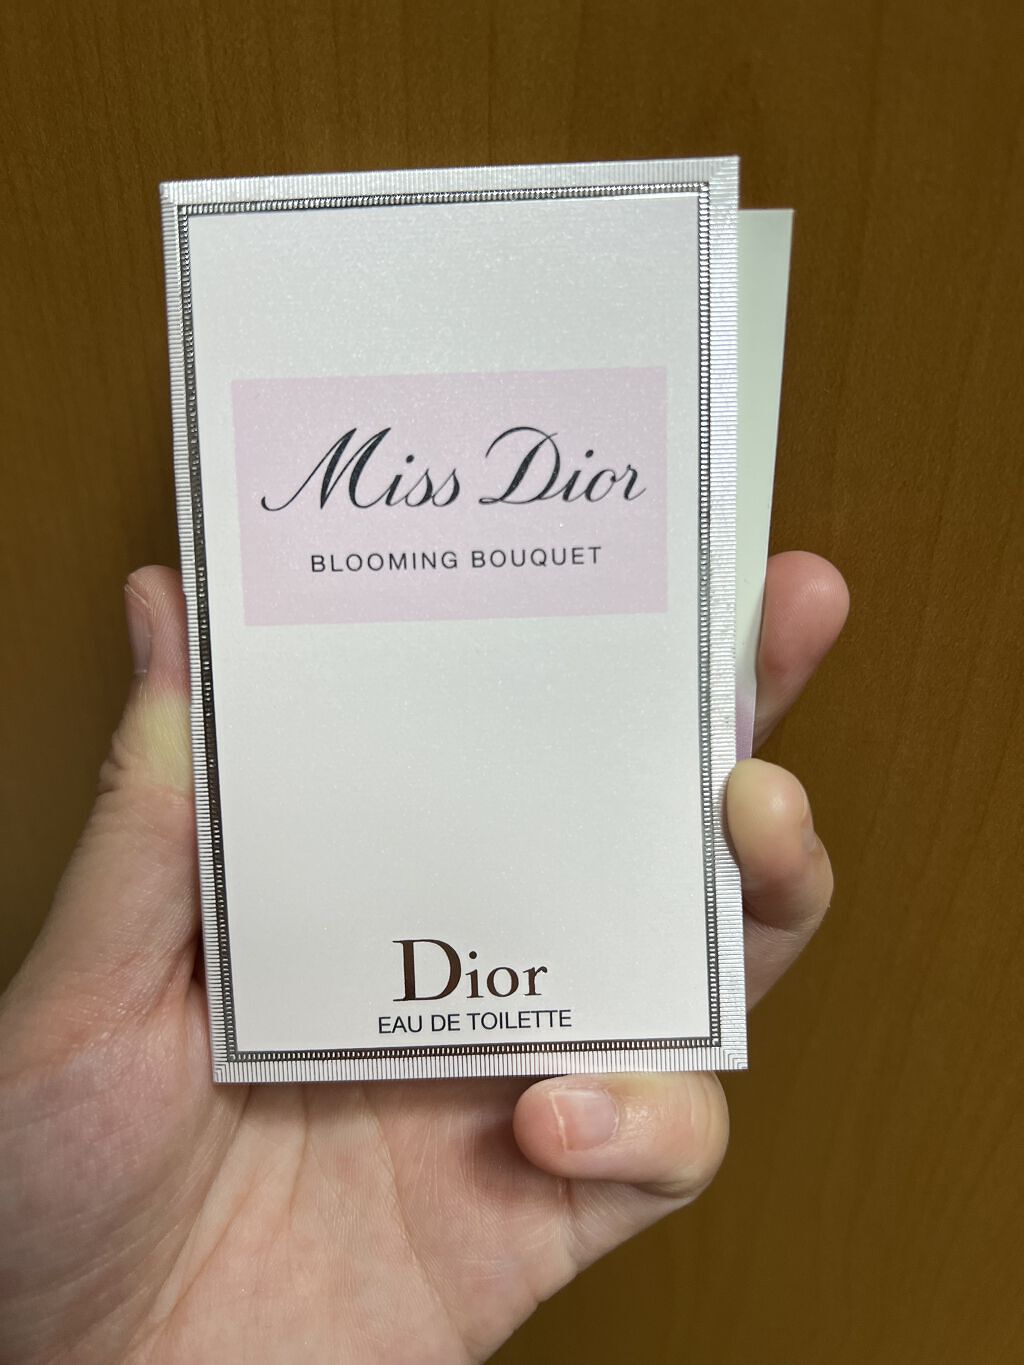 Miss Dior
BLOOMING BOUQUET
Dior
EAU DE TOILETTE